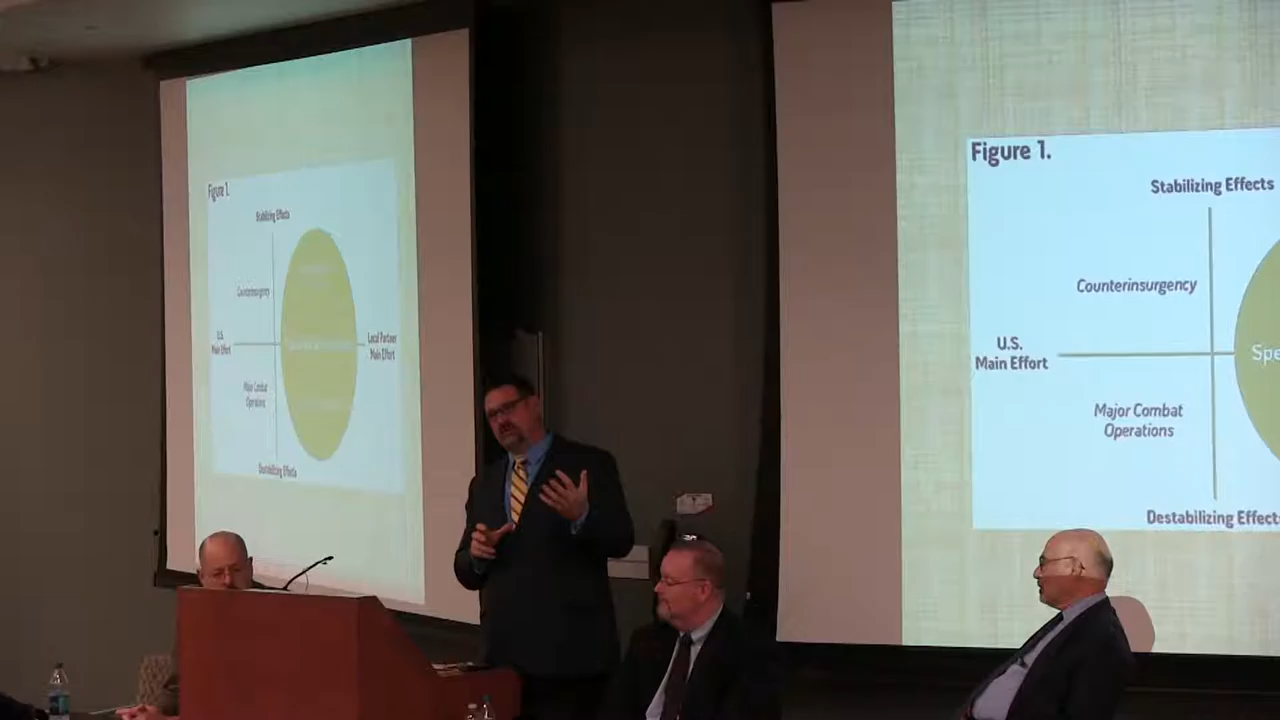 Figure 1.
Stabilizing Effects
Counterinsurgency
U.S.
Main Effort
Local Partner
Main Effort
Major Combat
Operations
Destabilizing Effects
Figure 1.
Stabilizing Effects
Counterinsurgency
U.S.
Main Effort
Spe
Major Combat
Operations
Destabilizing Effects